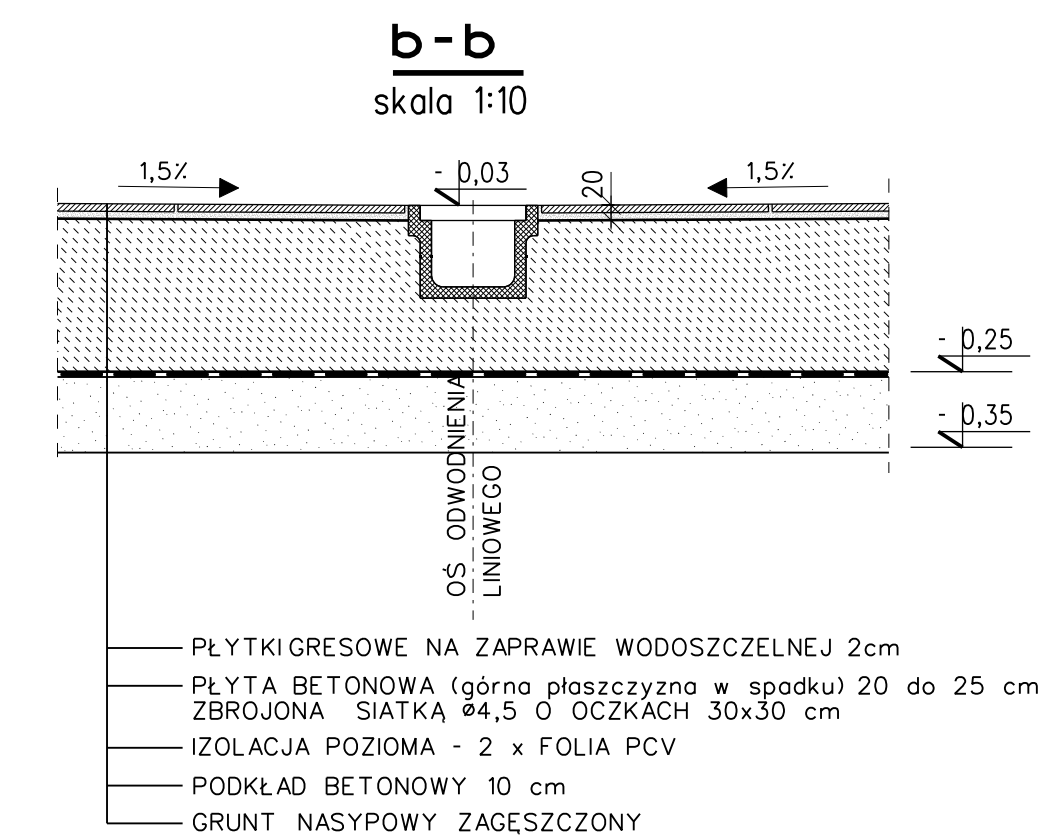 b-b
skala 1:10
1,5%
- 0,03
20
1,5%
- 0,25
- 0,35
OŚ ODWODNIENIA
LINIOWEGO
PŁYTKI GRESOWE NA ZAPRAWIE WODOSZCZELNEJ 2cm
PŁYTA BETONOWA (górna płaszczyzna w spadku) 20 do 25 cm
ZBROJONA SIATKĄ ø4,5 O OCZKACH 30x30 cm
IZOLACJA POZIOMA - 2 x FOLIA PCV
PODKŁAD BETONOWY 10 cm
GRUNT NASYPOWY ZAGĘSZCZONY